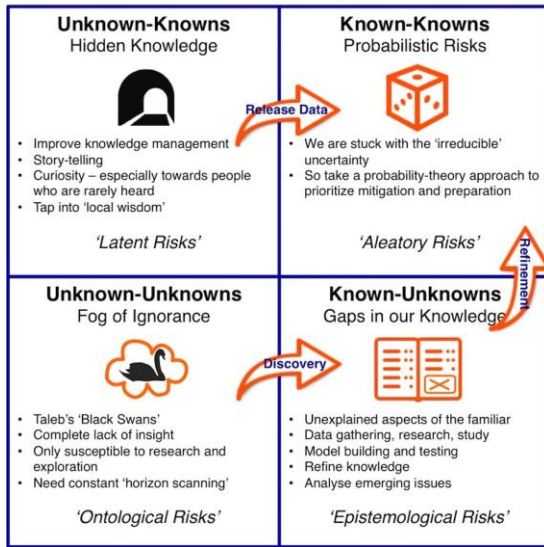 Unknown-Knowns
Hidden Knowledge
• Improve knowledge management
• Story-telling
• Curiosity – especially towards people
who are rarely heard
• Tap into ‘local wisdom’
‘Latent Risks’
Release Data
Known-Knowns
Probabilistic Risks
• We are stuck with the ‘irreducible’
uncertainty
• So take a probability-theory approach to
prioritize mitigation and preparation
‘Aleatory Risks’
Refinement
Unknown-Unknowns
Fog of Ignorance
• Taleb’s ‘Black Swans’
• Complete lack of insight
• Only susceptible to research and
exploration
• Need constant ‘horizon scanning’
‘Ontological Risks’
Discovery
Known-Unknowns
Gaps in our Knowledge
• Unexplained aspects of the familiar
• Data gathering, research, study
• Model building and testing
• Refine knowledge
• Analyse emerging issues
‘Epistemological Risks’